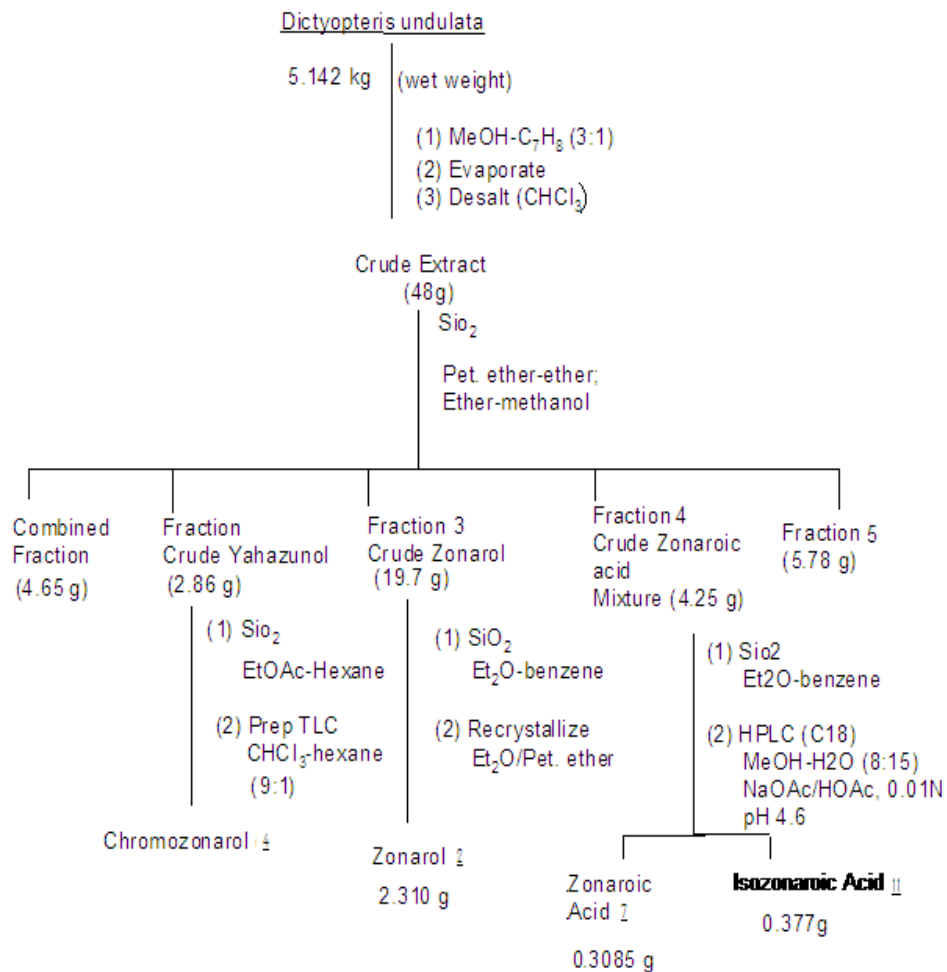 Dictyopteris undulata
5.142 kg (wet weight)
(1) MeOH-C₇H₈ (3:1)
(2) Evaporate
(3) Desalt (CHCl₃)
Crude Extract
(48g)
Sio₂
Pet. ether-ether;
Ether-methanol
Combined
Fraction
(4.65 g)
Fraction
Crude Yahazunol
(2.86 g)
Fraction 3
Crude Zonarol
(19.7 g)
Fraction 4
Crude Zonaroic
acid
Mixture (4.25 g)
Fraction 5
(5.78 g)
(1) Sio₂
EtOAc-Hexane
(2) Prep TLC
CHCl₃-hexane
(9:1)
Chromozonarol 4
(1) SiO₂
Et₂O-benzene
(2) Recrystallize
Et₂O/Pet. ether
Zonarol 2
2.310 g
(1) Sio2
Et2O-benzene
(2) HPLC (C18)
MeOH-H2O (8:15)
NaOAc/HOAc, 0.01N
pH 4.6
Zonaroic
Acid 7
0.3085 g
Isozonaroic Acid 11
0.377g